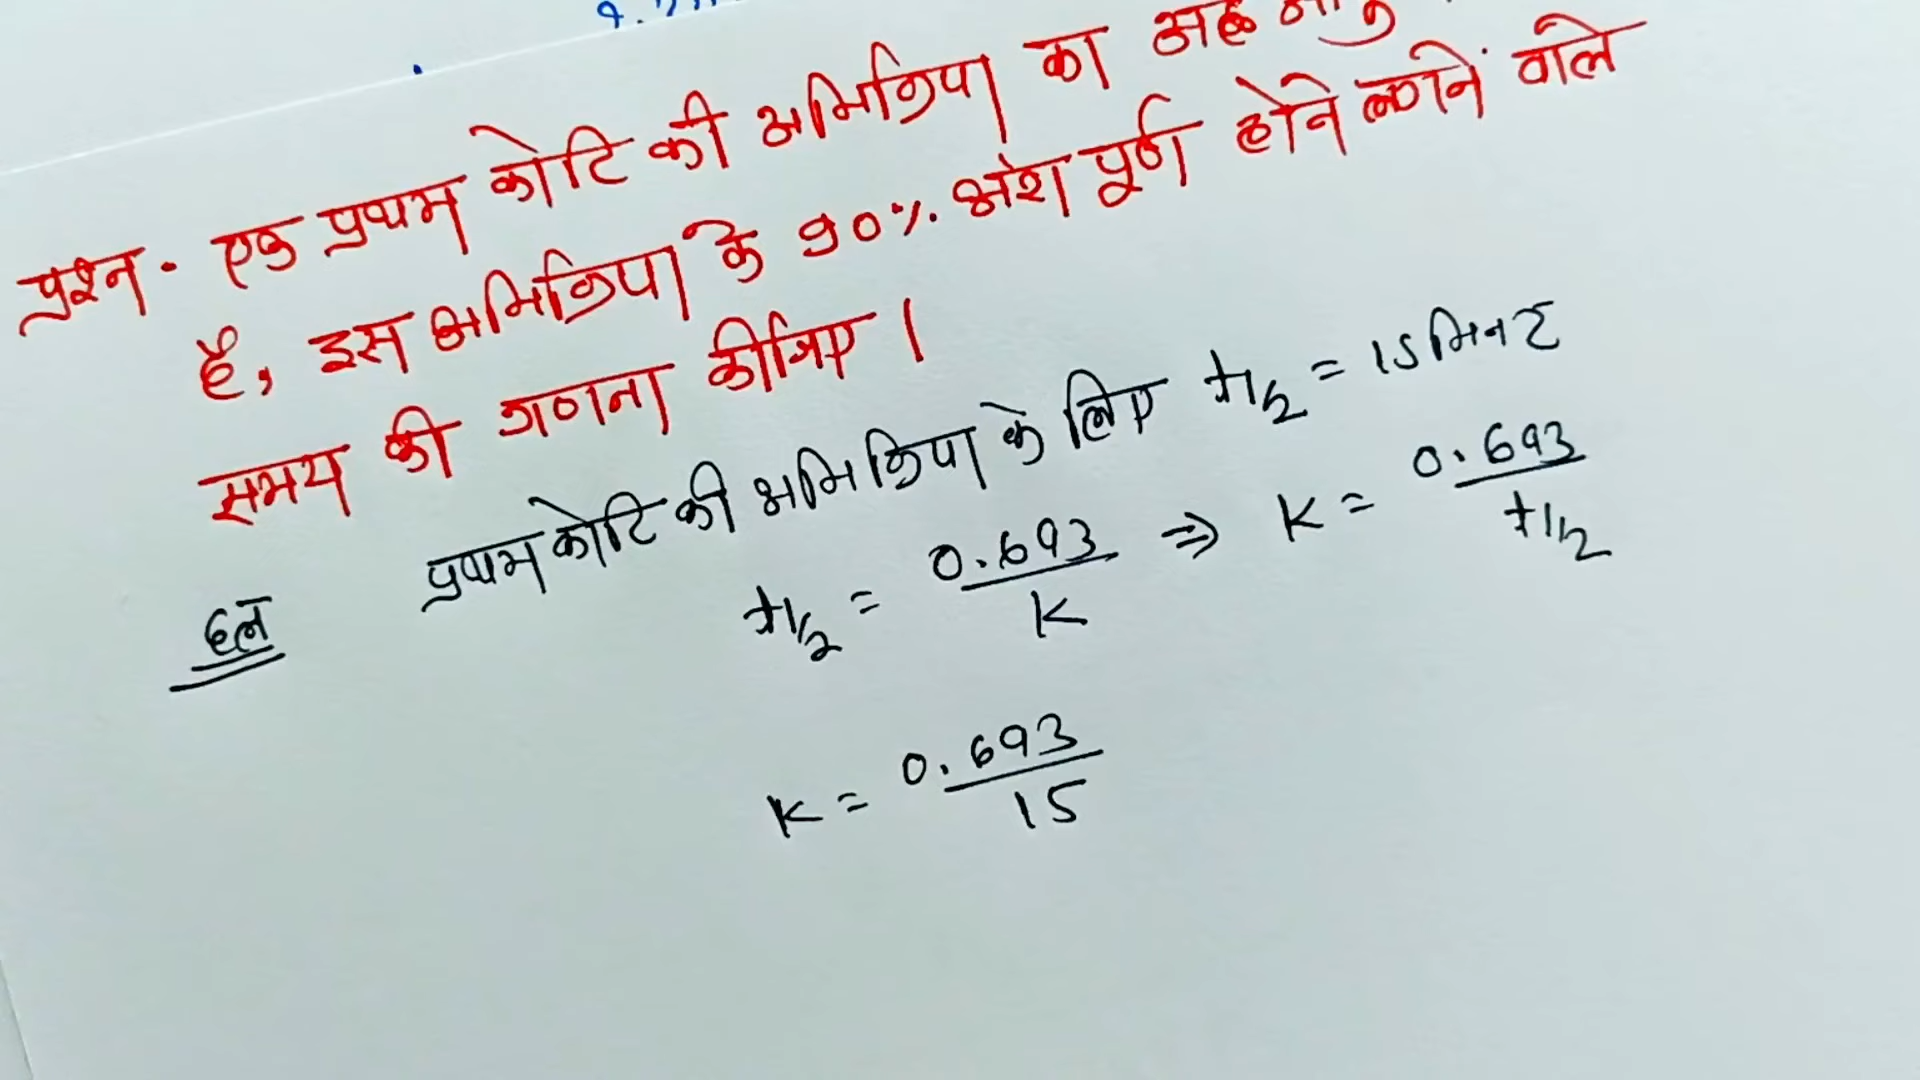 प्रश्न. एक प्रथम कोटि की अभिक्रिया का अर्द्ध
है, इस अभिक्रिया के 90% अंश पूर्ण होने लगने वाले
समय की गणना कीजिए।
हल
प्रथम कोटि की अभिक्रिया के लिए t1/2 = 15 मिनट
t1/2 = 0.693/K ⇒ K = 0.693/t1/2
K = 0.693/15